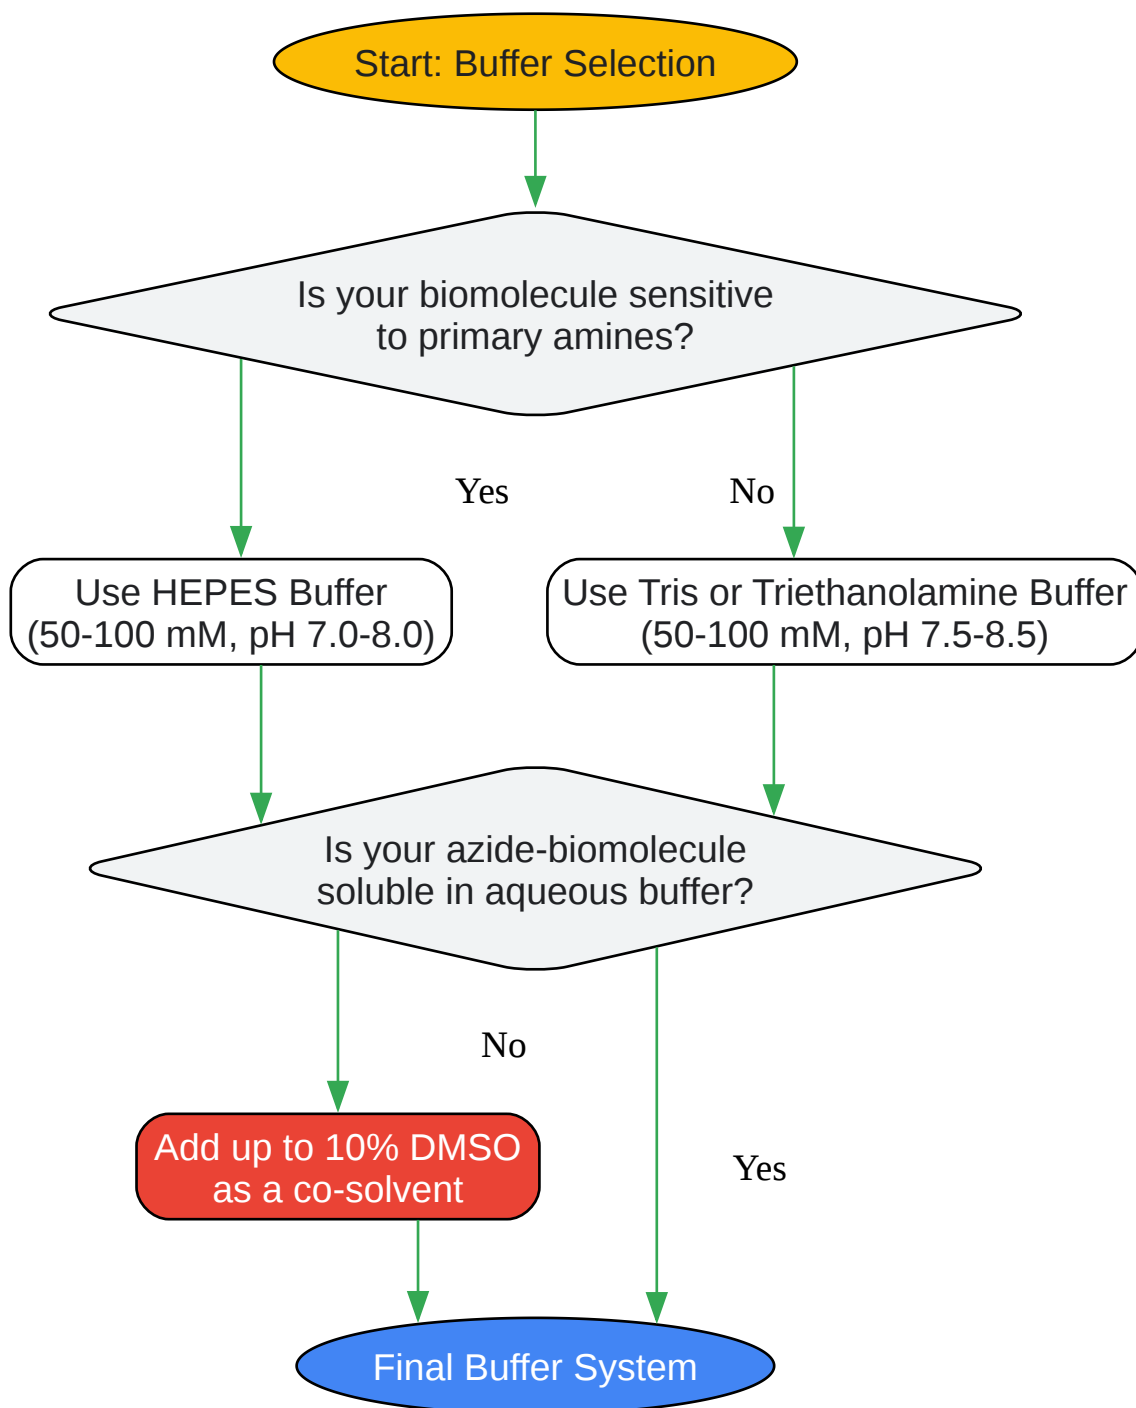 Start: Buffer Selection
Is your biomolecule sensitive
to primary amines?
Yes
No
Use HEPES Buffer
(50-100 mM, pH 7.0-8.0)
Use Tris or Triethanolamine Buffer
(50-100 mM, pH 7.5-8.5)
Is your azide-biomolecule
soluble in aqueous buffer?
No
Add up to 10% DMSO
as a co-solvent
Yes
Final Buffer System